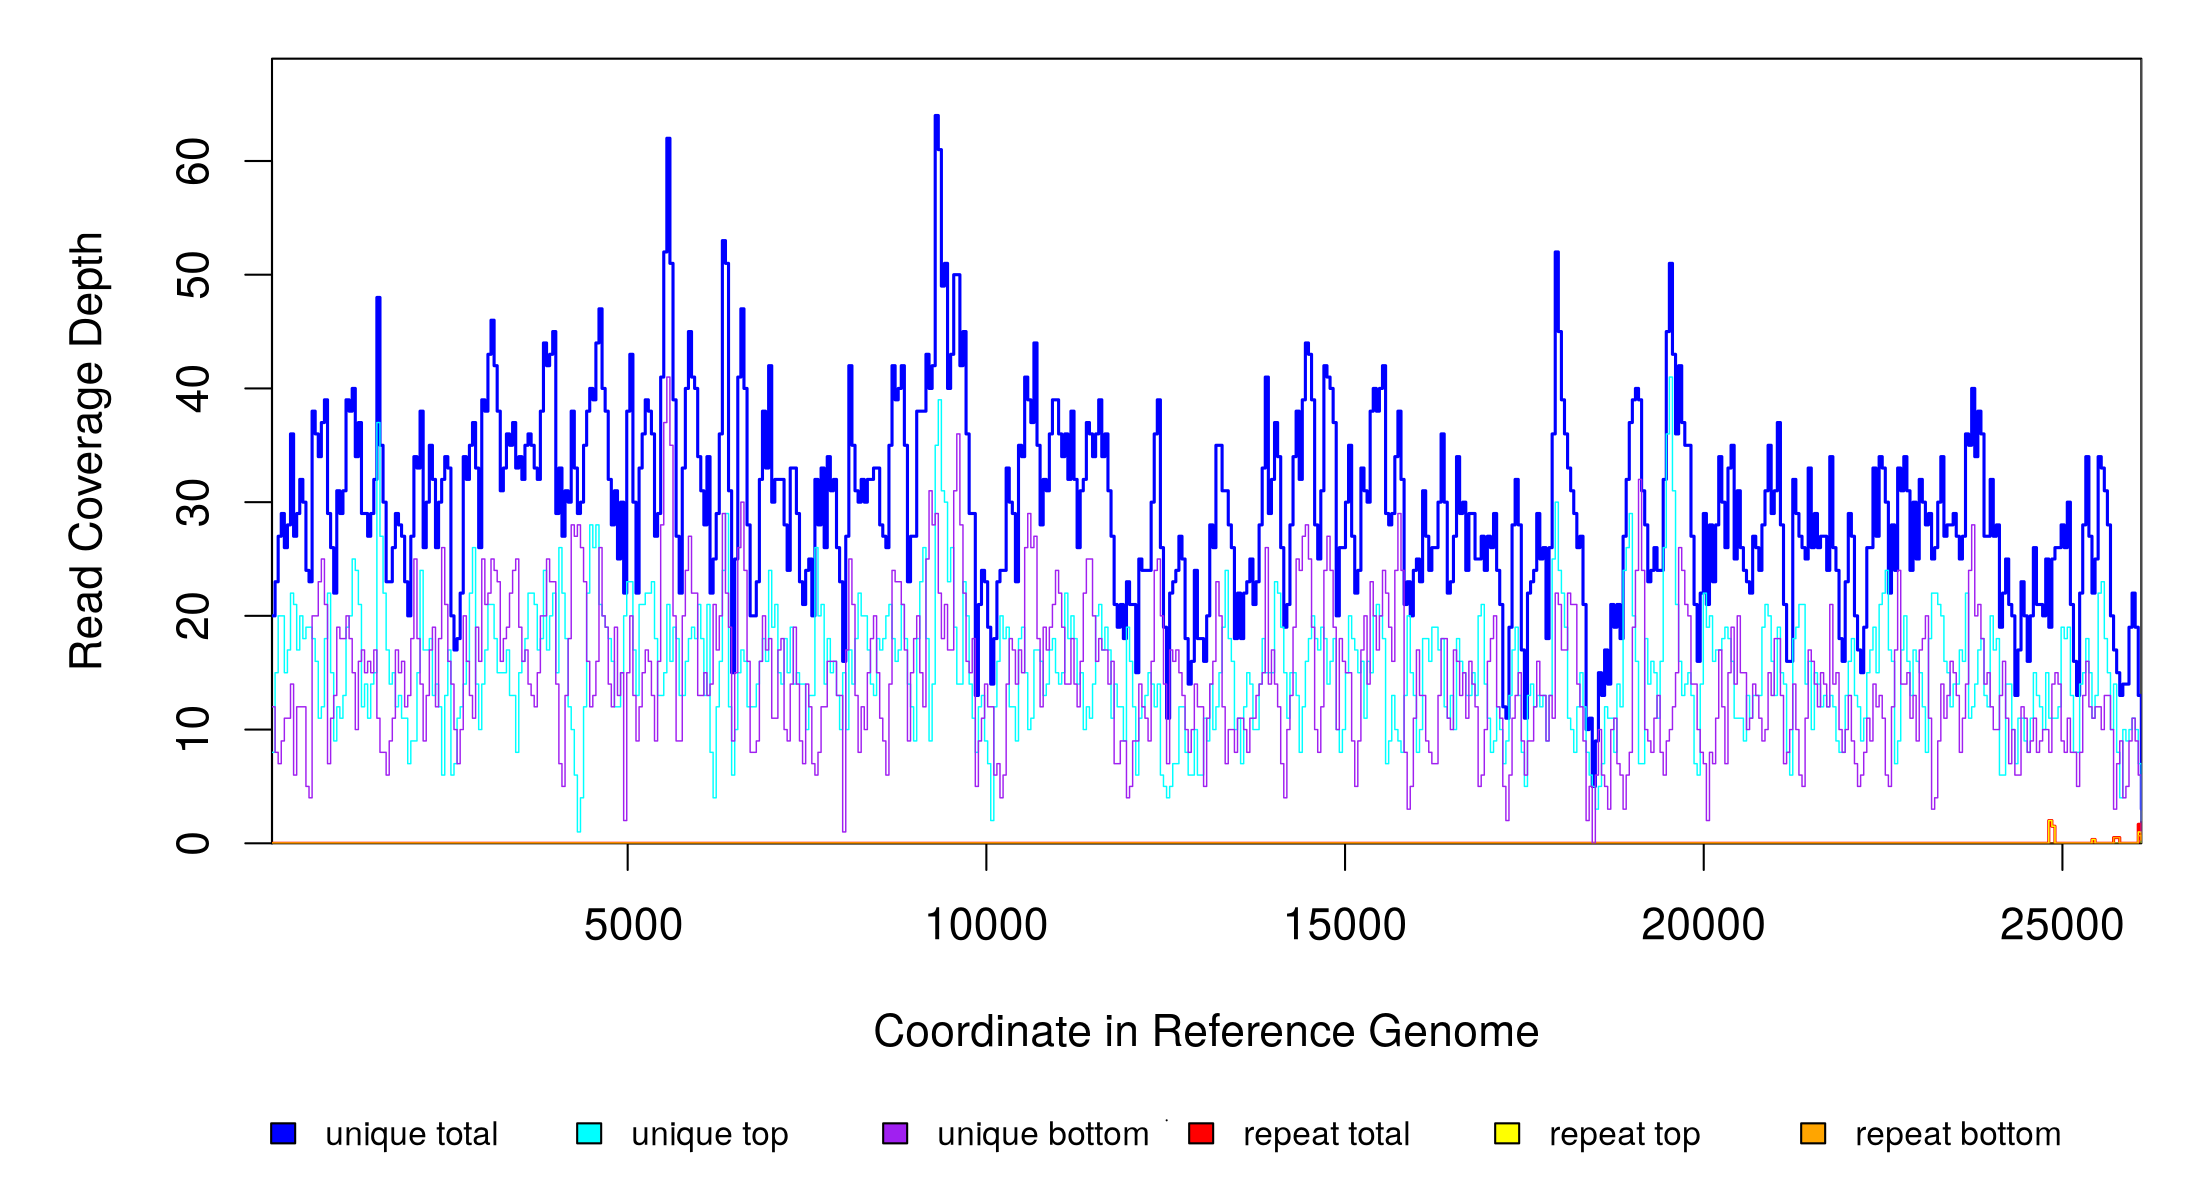 Read Coverage Depth
60
50
40
30
20
10
0
5000 10000 15000 20000 25000
Coordinate in Reference Genome
unique total unique top unique bottom repeat total repeat top repeat bottom